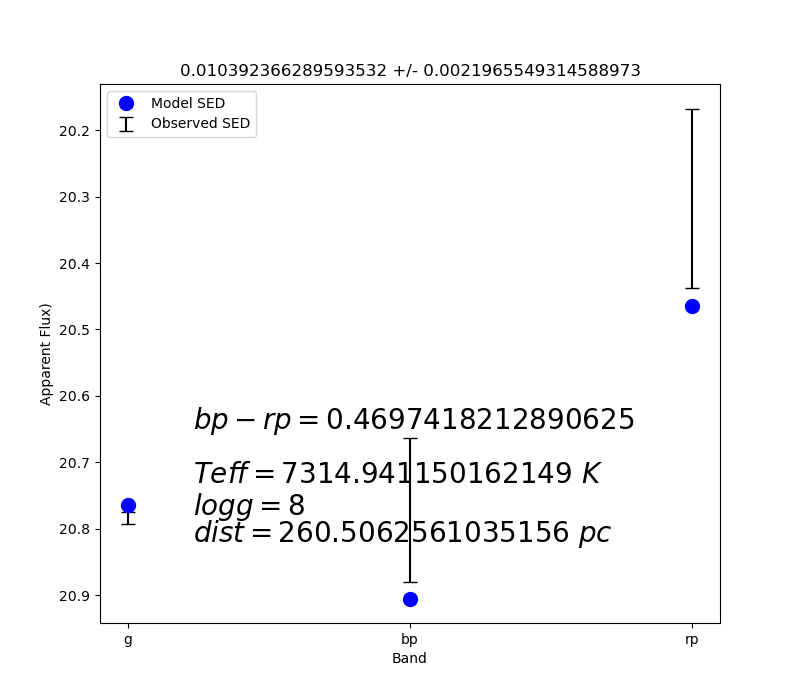 0.010392366289593532 +/- 0.0021965549314588973
Model SED
Observed SED
20.2
20.3
20.4
20.5
20.6
20.7
20.8
20.9
Apparent Flux)
bp − rp = 0.4697418212890625
Teff = 7314.941150162149 K
logg = 8
dist = 260.5062561035156 pc
g
bp
rp
Band